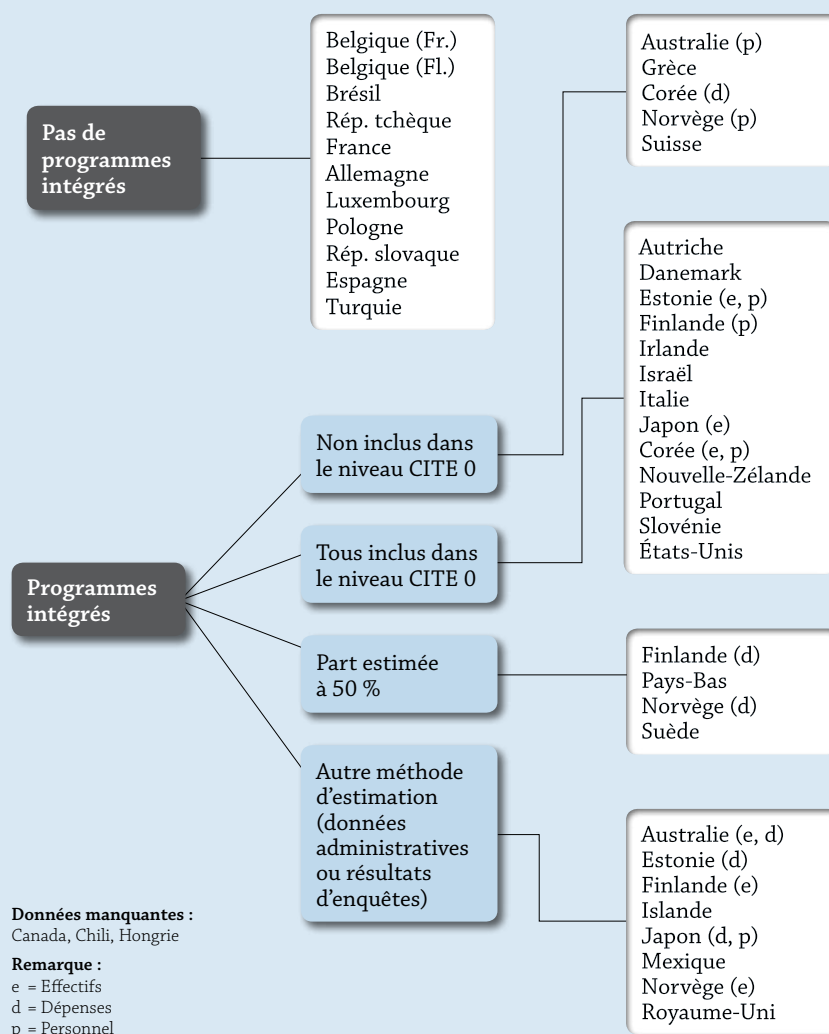 Pas de
programmes
intégrés
Belgique (Fr.)
Belgique (Fl.)
Brésil
Rép. tchèque
France
Allemagne
Luxembourg
Pologne
Rép. slovaque
Espagne
Turquie
Programmes
intégrés
Non inclus dans
le niveau CITE 0
Australie (p)
Grèce
Corée (d)
Norvège (p)
Suisse
Tous inclus dans
le niveau CITE 0
Autriche
Danemark
Estonie (e, p)
Finlande (p)
Irlande
Israël
Italie
Japon (e)
Corée (e, p)
Nouvelle-Zélande
Portugal
Slovénie
États-Unis
Part estimée
à 50 %
Finlande (d)
Pays-Bas
Norvège (d)
Suède
Autre méthode
d'estimation
(données
administratives
ou résultats
d'enquêtes)
Australie (e, d)
Estonie (d)
Finlande (e)
Islande
Japon (d, p)
Mexique
Norvège (e)
Royaume-Uni
Données manquantes :
Canada, Chili, Hongrie
Remarque :
e = Effectifs
d = Dépenses
p = Personnel